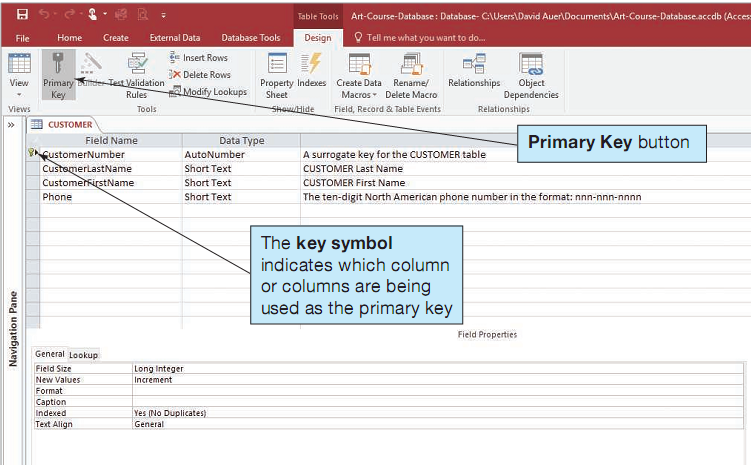 Table Tools Art-Course-Database : Database- C:\Users\David Auer\Documents\Art-Course-Database.accdb (Access
File Home Create External Data Database Tools Design Tell me what you want to do...
View Primary Key Builder Test Validation Rules Insert Rows Delete Rows Modify Lookups Property Sheet Indexes Create Data Macros Rename/ Delete Macro Relationships Object Dependencies
Views Tools Show/Hide Field, Record & Table Events Relationships
» CUSTOMER
Primary Key button
Field Name Data Type
CustomerNumber AutoNumber A surrogate key for the CUSTOMER table
CustomerLastName Short Text CUSTOMER Last Name
CustomerFirstName Short Text CUSTOMER First Name
Phone Short Text The ten-digit North American phone number in the format: nnn-nnn-nnnn
The key symbol
indicates which column
or columns are being
used as the primary key
Navigation Pane
Field Properties
General Lookup
Field Size Long Integer
New Values Increment
Format
Caption
Indexed Yes (No Duplicates)
Text Align General